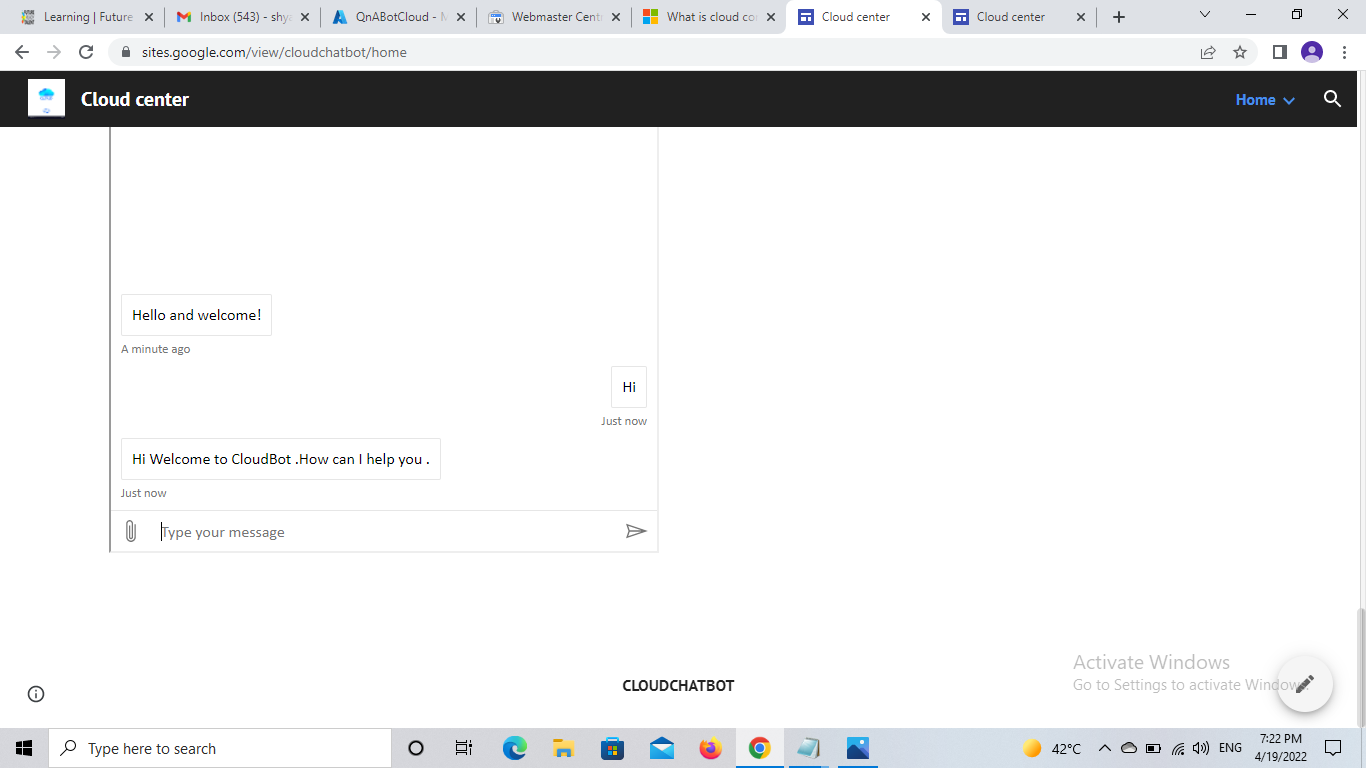 Learning | Future
Inbox (543) - shy
QnABotCloud - M
Webmaster Cent
What is cloud co
Cloud center
Cloud center
sites.google.com/view/cloudchatbot/home
Cloud center
Home
Hello and welcome!
A minute ago
Hi
Just now
Hi Welcome to CloudBot .How can I help you .
Just now
Type your message
Activate Windows
Go to Settings to activate Windows.
CLOUDCHATBOT
Type here to search
42°C
ENG
7:22 PM
4/19/2022